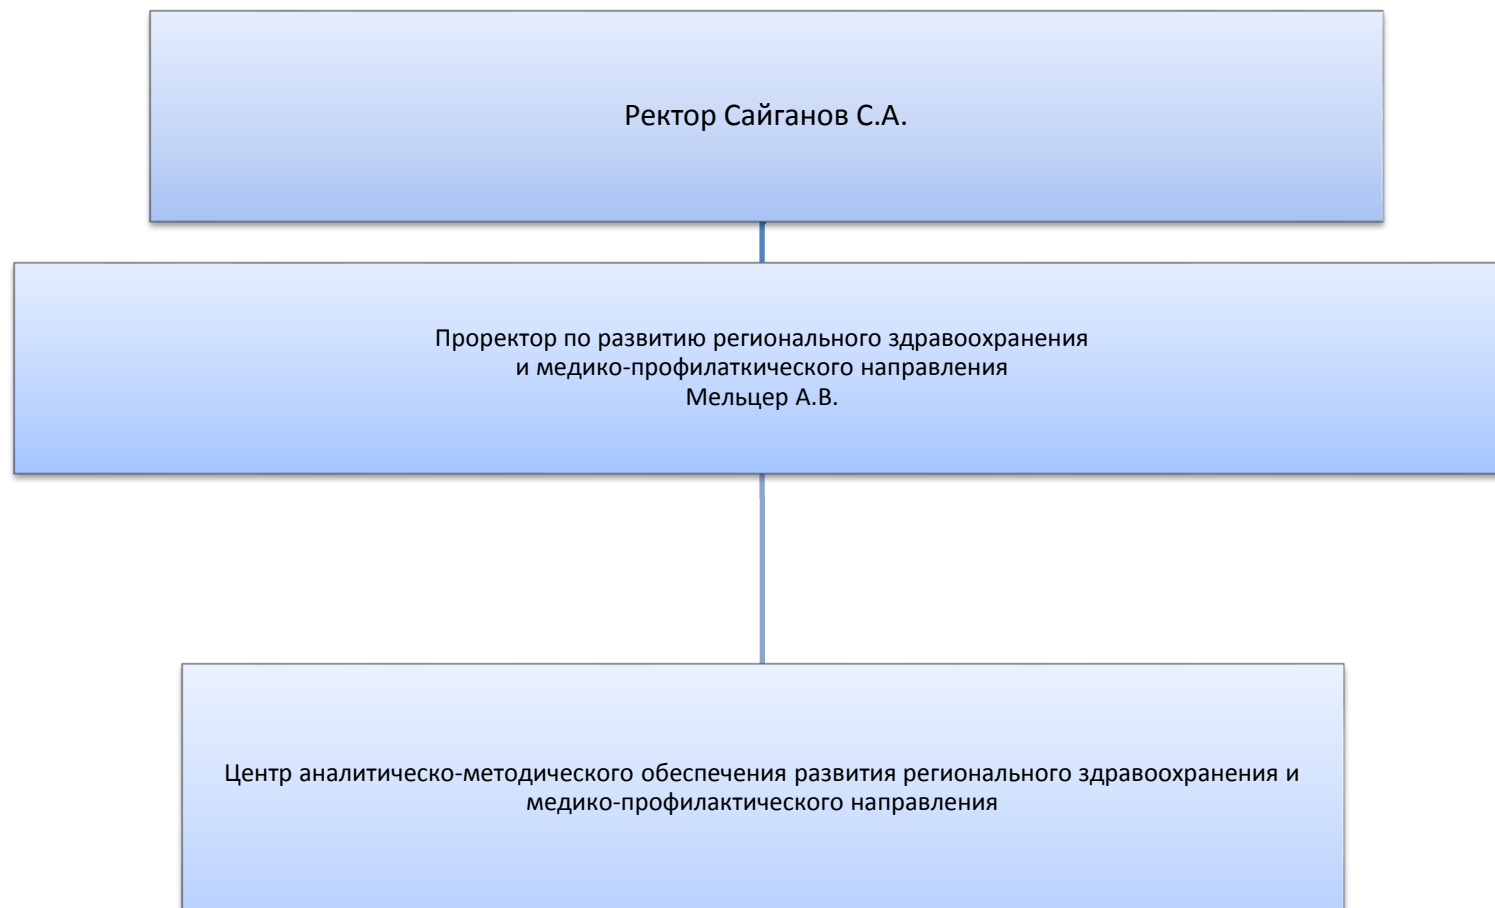 Ректор Сайганов С.А.
Проректор по развитию регионального здравоохранения
и медико-профилаткического направления
Мельцер А.В.
Центр аналитическо-методического обеспечения развития регионального здравоохранения и
медико-профилактического направления